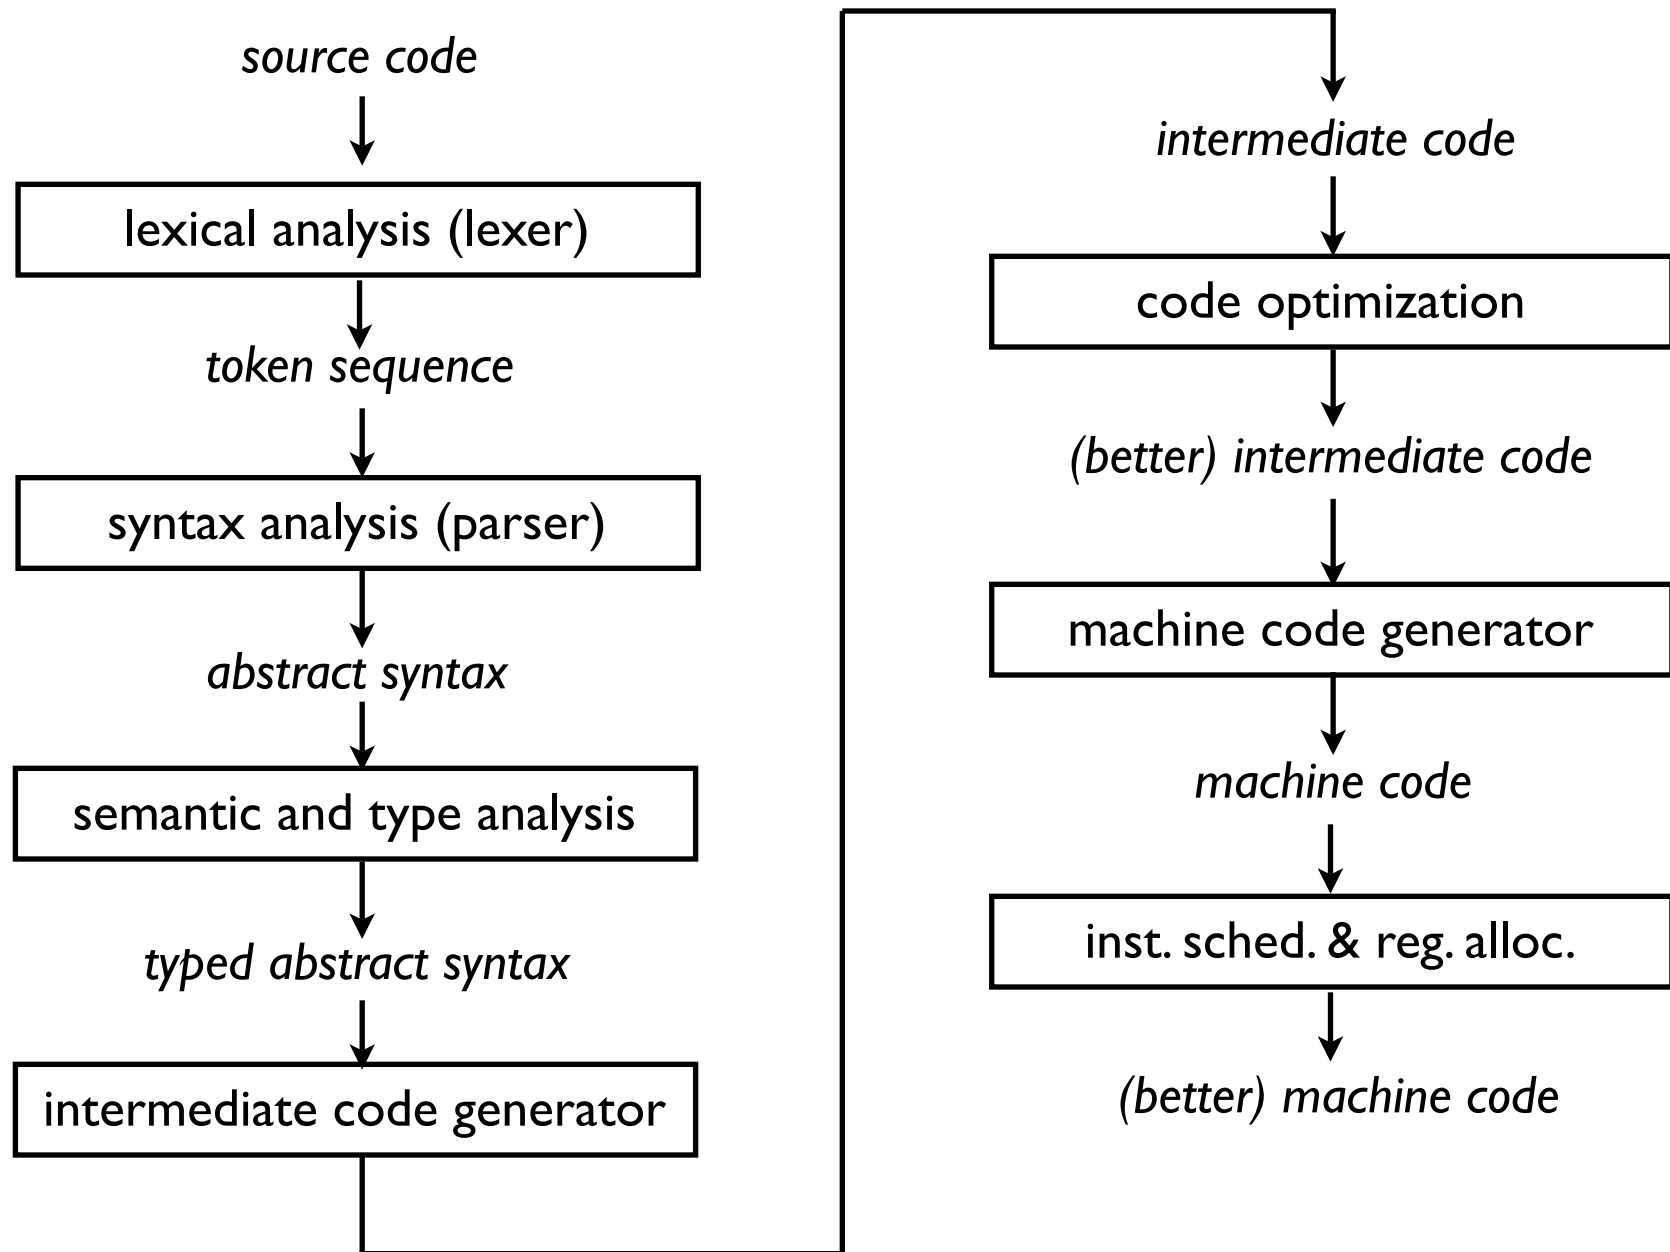 source code
lexical analysis (lexer)
token sequence
syntax analysis (parser)
abstract syntax
semantic and type analysis
typed abstract syntax
intermediate code generator
intermediate code
code optimization
(better) intermediate code
machine code generator
machine code
inst. sched. & reg. alloc.
(better) machine code